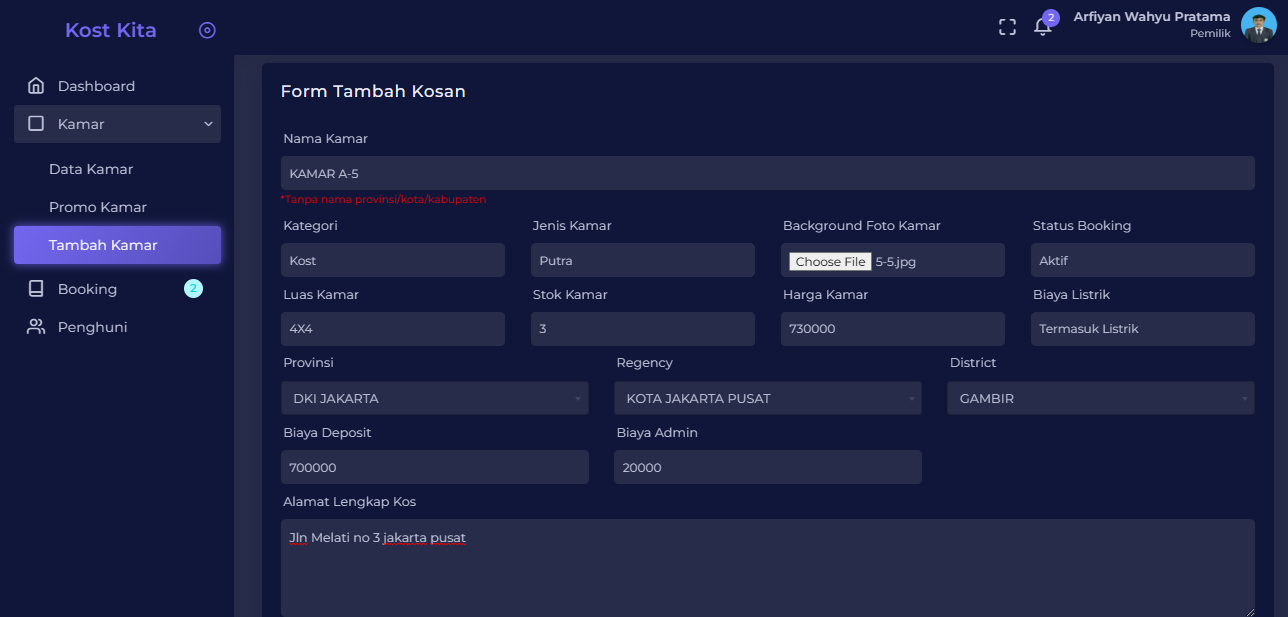 Kost Kita
2
Arfiyan Wahyu Pratama
Pemilik
Dashboard
Kamar
Data Kamar
Promo Kamar
Tambah Kamar
Booking 2
Penghuni
Form Tambah Kosan
Nama Kamar
KAMAR A-5
*Tanpa nama provinsi/kota/kabupaten
Kategori Jenis Kamar Background Foto Kamar Status Booking
Kost Putra Choose File 5-5.jpg Aktif
Luas Kamar Stok Kamar Harga Kamar Biaya Listrik
4X4 3 730000 Termasuk Listrik
Provinsi Regency District
DKI JAKARTA KOTA JAKARTA PUSAT GAMBIR
Biaya Deposit Biaya Admin
700000 20000
Alamat Lengkap Kos
Jln Melati no 3 jakarta pusat